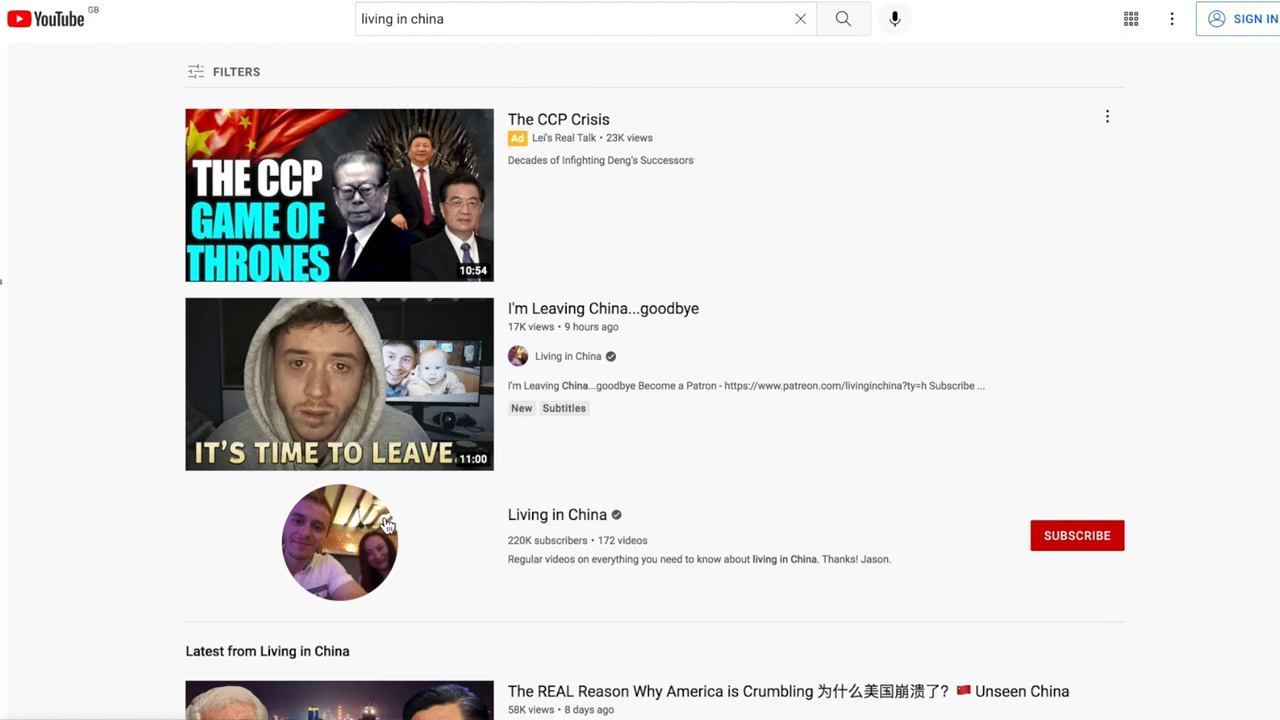 YouTube GB
living in china
SIGN IN
FILTERS
THE CCP
GAME OF
THRONES
10:54
The CCP Crisis
Ad Lei's Real Talk • 23K views
Decades of Infighting Deng's Successors
IT'S TIME TO LEAVE.
11:00
I'm Leaving China...goodbye
17K views • 9 hours ago
Living in China
I'm Leaving China...goodbye Become a Patron - https://www.patreon.com/livinginchina?ty=h Subscribe ...
New Subtitles
Living in China
220K subscribers • 172 videos
Regular videos on everything you need to know about living in China. Thanks! Jason.
SUBSCRIBE
Latest from Living in China
The REAL Reason Why America is Crumbling 为什么美国崩溃了? 🇨🇳 Unseen China
58K views • 8 days ago